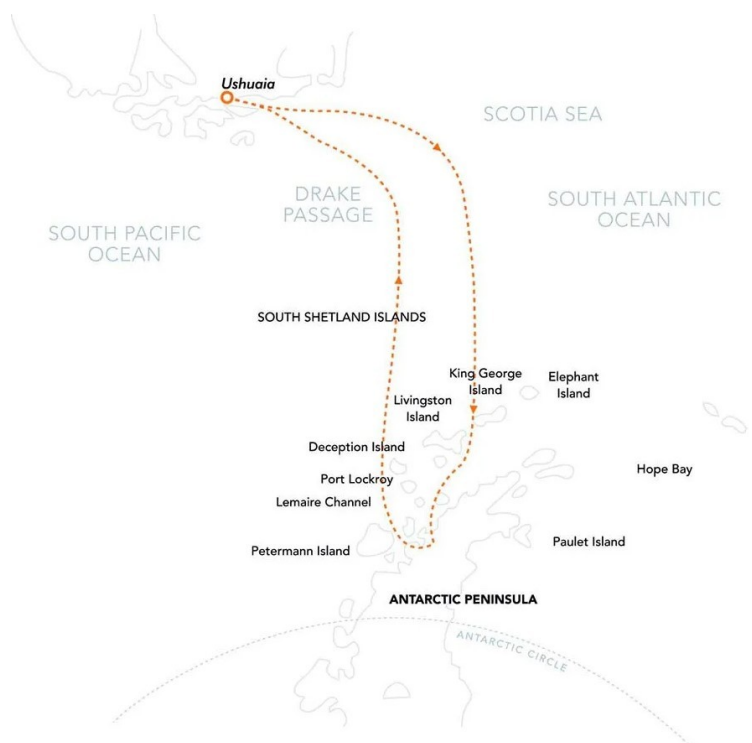 Ushuaia
SCOTIA SEA
DRAKE
PASSAGE
SOUTH ATLANTIC
OCEAN
SOUTH PACIFIC
OCEAN
SOUTH SHETLAND ISLANDS
King George
Island
Elephant
Island
Livingston
Island
Deception Island
Hope Bay
Port Lockroy
Lemaire Channel
Paulet Island
Petermann Island
ANTARCTIC PENINSULA
ANTARCTIC CIRCLE